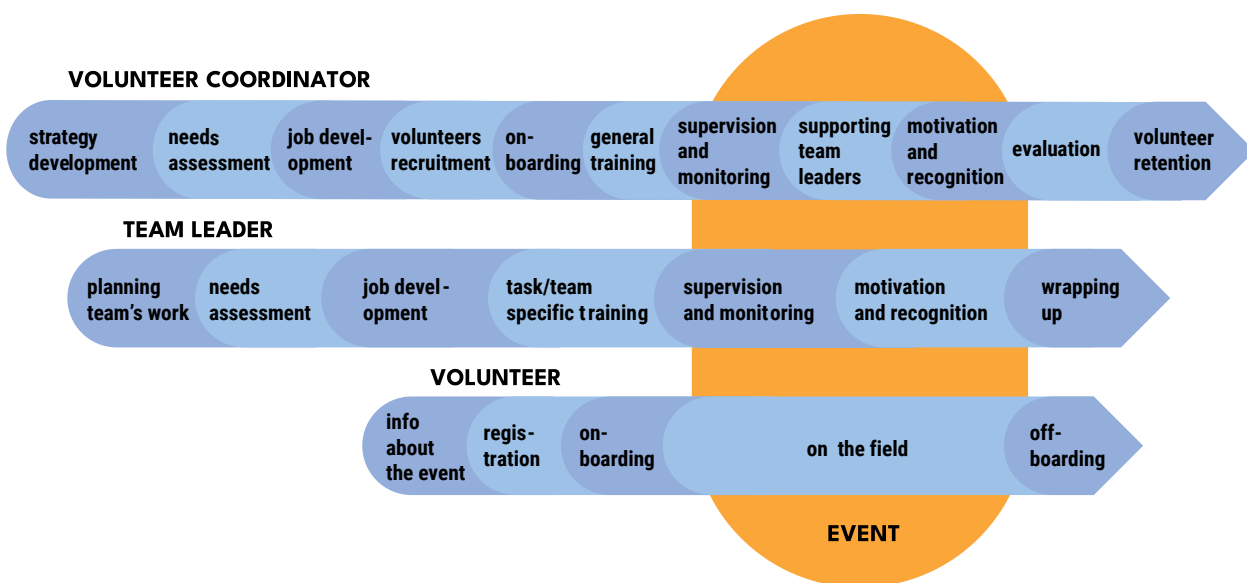 VOLUNTEER COORDINATOR
strategy
development
needs
assessment
job devel-
opment
volunteers
recruitment
on-
boarding
general
training
supervision
and
monitoring
supporting
team
leaders
motivation
and
recognition
evaluation
volunteer
retention
TEAM LEADER
planning
team's work
needs
assessment
job devel-
opment
task/team
specific training
supervision
and monitoring
motivation
and recognition
wrapping
up
VOLUNTEER
info
about
the event
regis-
tration
on-
boarding
on the field
off-
boarding
EVENT